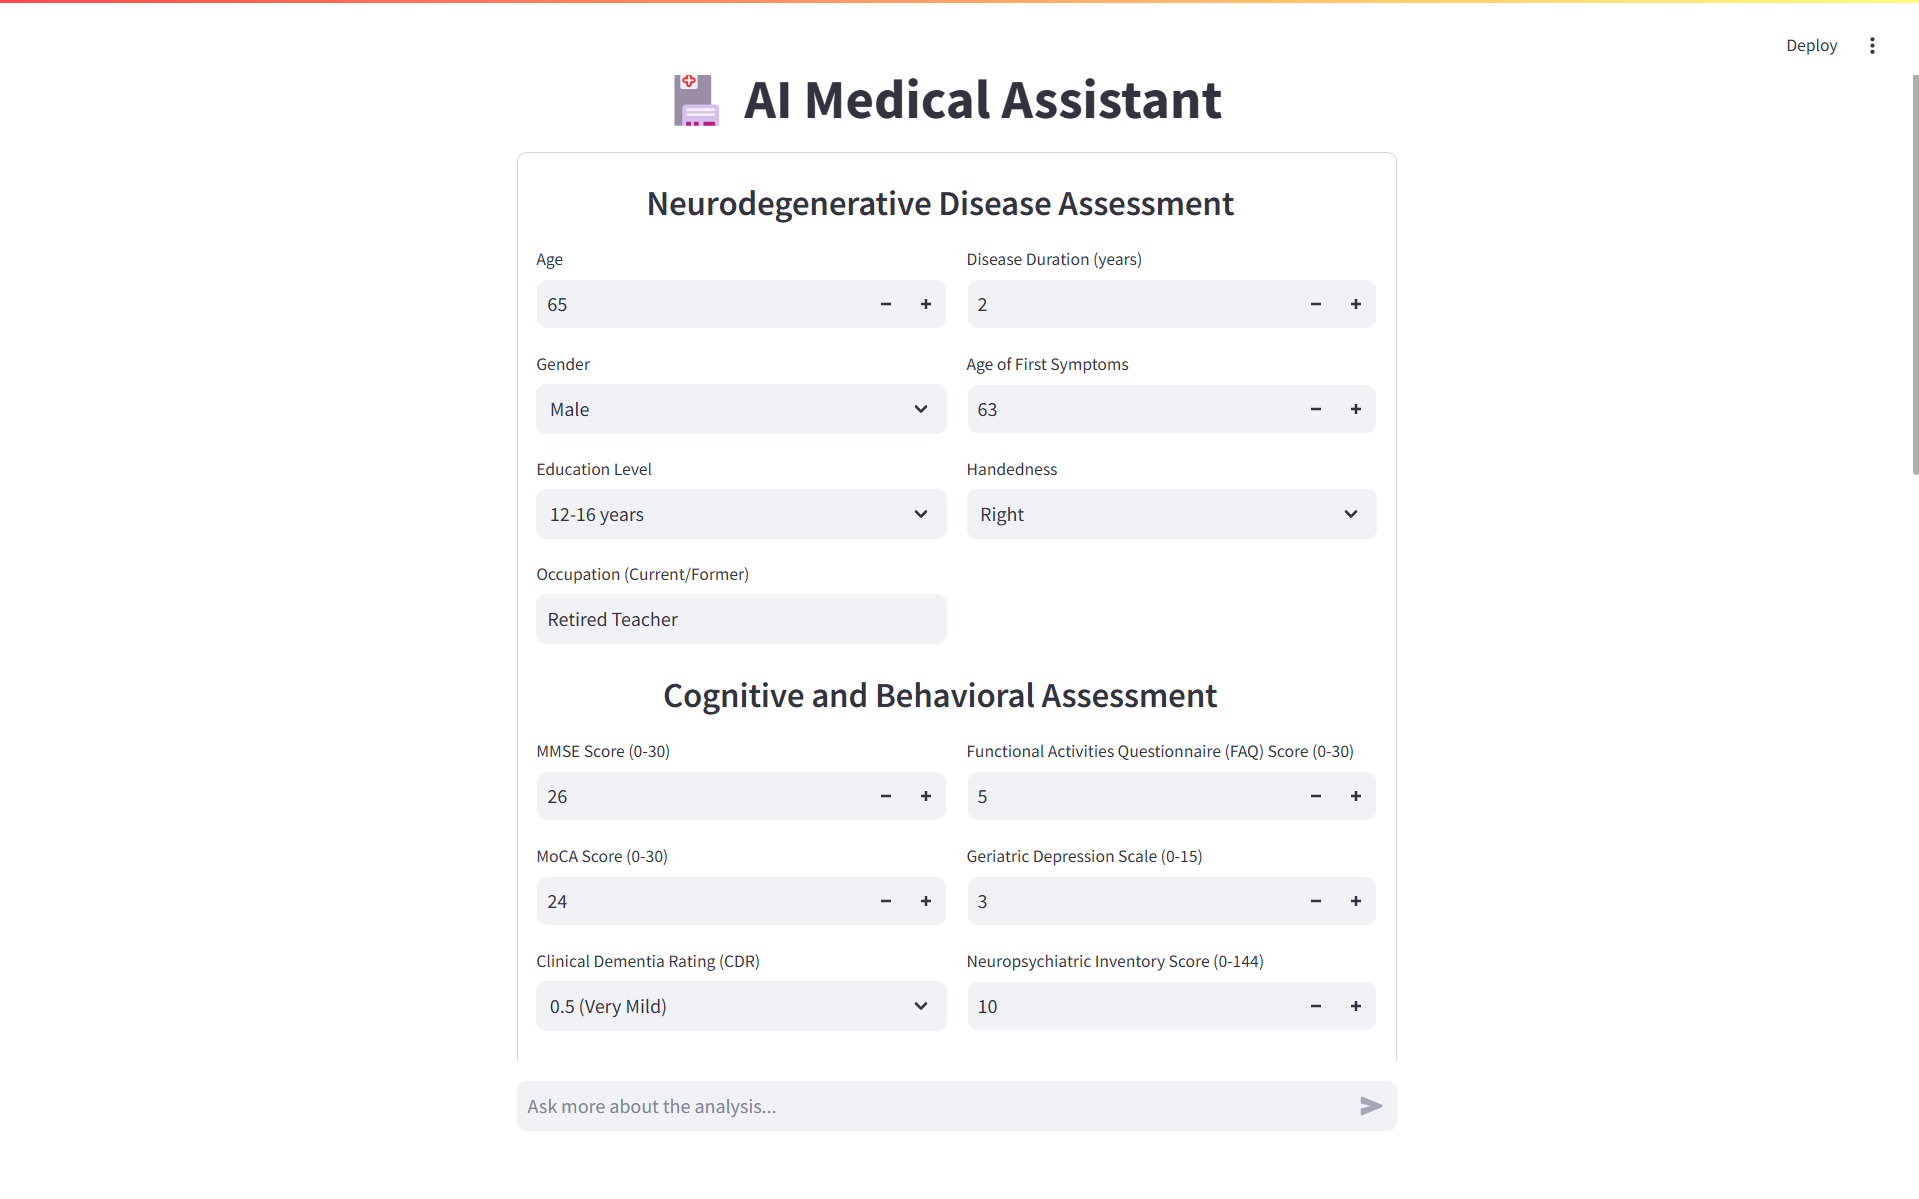 Deploy
AI Medical Assistant
Neurodegenerative Disease Assessment
Age
Disease Duration (years)
65
2
Gender
Age of First Symptoms
Male
63
Education Level
Handedness
12-16 years
Right
Occupation (Current/Former)
Retired Teacher
Cognitive and Behavioral Assessment
MMSE Score (0-30)
Functional Activities Questionnaire (FAQ) Score (0-30)
26
5
MoCA Score (0-30)
Geriatric Depression Scale (0-15)
24
3
Clinical Dementia Rating (CDR)
Neuropsychiatric Inventory Score (0-144)
0.5 (Very Mild)
10
Ask more about the analysis...